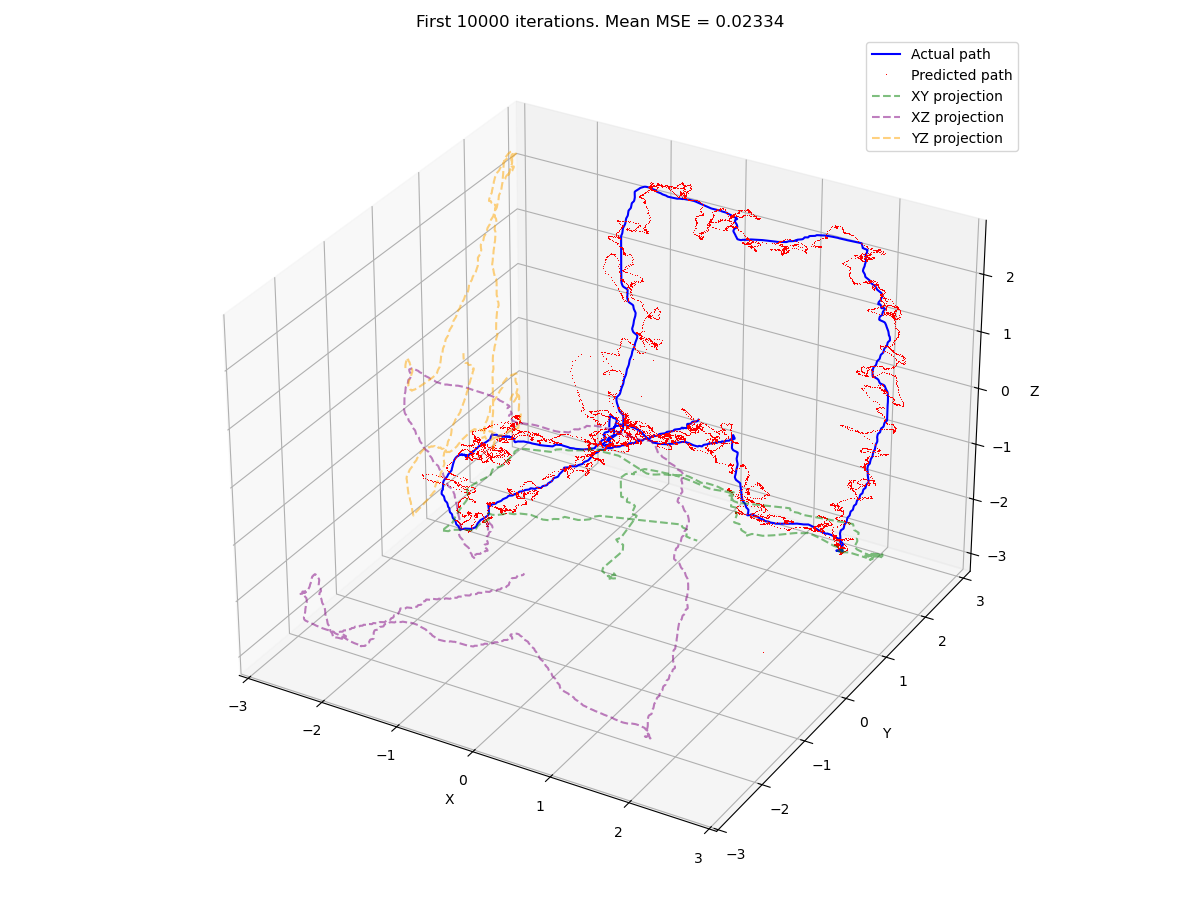 First 10000 iterations. Mean MSE = 0.02334
Actual path
Predicted path
XY projection
XZ projection
YZ projection
2
1
0
Z
−1
−2
−3
3
2
1
0
Y
−1
−2
−3
−3
−2
−1
0
X
1
2
3